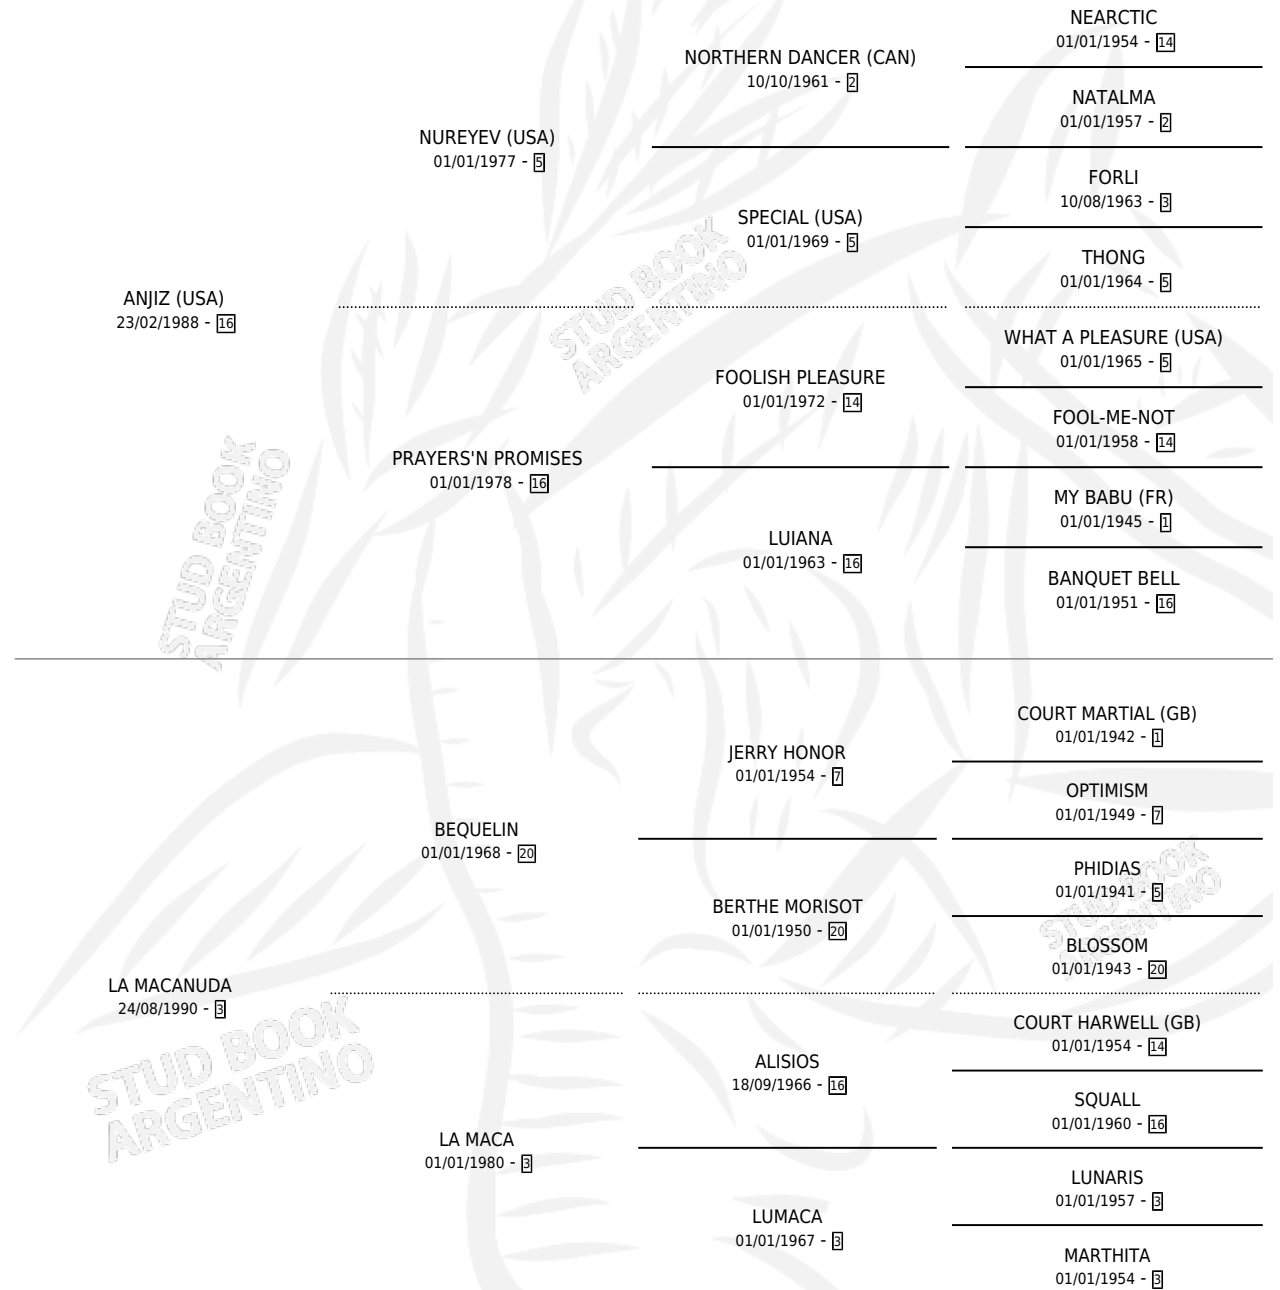 NEARCTIC
01/01/1954 - 14
NORTHERN DANCER (CAN)
10/10/1961 - 2
NATALMA
01/01/1957 - 2
NUREYEV (USA)
01/01/1977 - 5
FORLI
10/08/1963 - 3
SPECIAL (USA)
01/01/1969 - 5
THONG
01/01/1964 - 5
ANJIZ (USA)
23/02/1988 - 16
WHAT A PLEASURE (USA)
01/01/1965 - 5
FOOLISH PLEASURE
01/01/1972 - 14
FOOL-ME-NOT
01/01/1958 - 14
PRAYERS'N PROMISES
01/01/1978 - 16
MY BABU (FR)
01/01/1945 - 1
LUIANA
01/01/1963 - 16
BANQUET BELL
01/01/1951 - 16
COURT MARTIAL (GB)
01/01/1942 - 1
JERRY HONOR
01/01/1954 - 7
OPTIMISM
01/01/1949 - 7
BEQUELIN
01/01/1968 - 20
PHIDIAS
01/01/1941 - 5
BERTHE MORISOT
01/01/1950 - 20
BLOSSOM
01/01/1943 - 20
LA MACANUDA
24/08/1990 - 3
COURT HARWELL (GB)
01/01/1954 - 14
ALISIOS
18/09/1966 - 16
SQUALL
01/01/1960 - 16
LA MACA
01/01/1980 - 3
LUNARIS
01/01/1957 - 3
LUMACA
01/01/1967 - 3
MARTHITA
01/01/1954 - 3
STUD BOOK
ARGENTINO
STUD BOOK
ARGENTINO
STUD BOOK
ARGENTINO
STUD BOOK
ARGENTINO